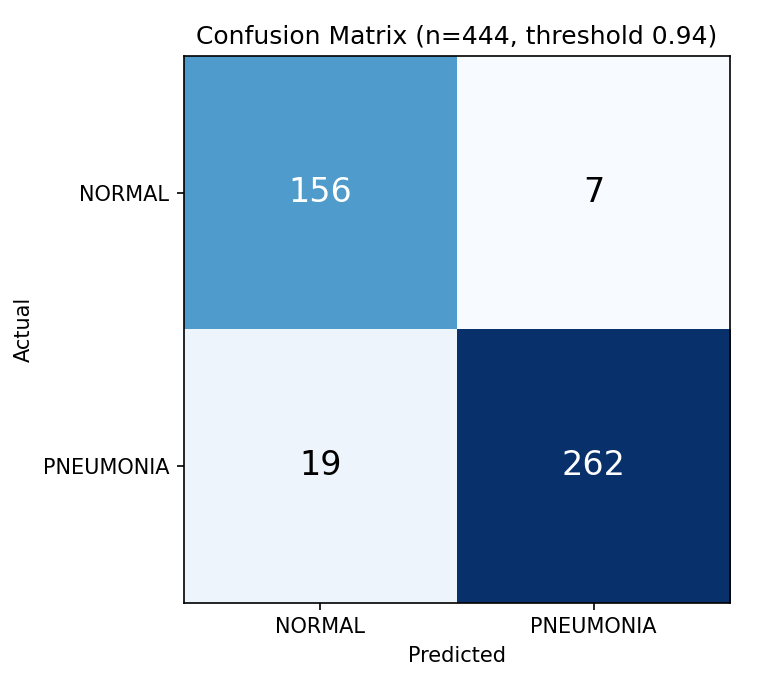 Confusion Matrix (n=444, threshold 0.94)
NORMAL
156
7
Actual
PNEUMONIA
19
262
NORMAL
PNEUMONIA
Predicted